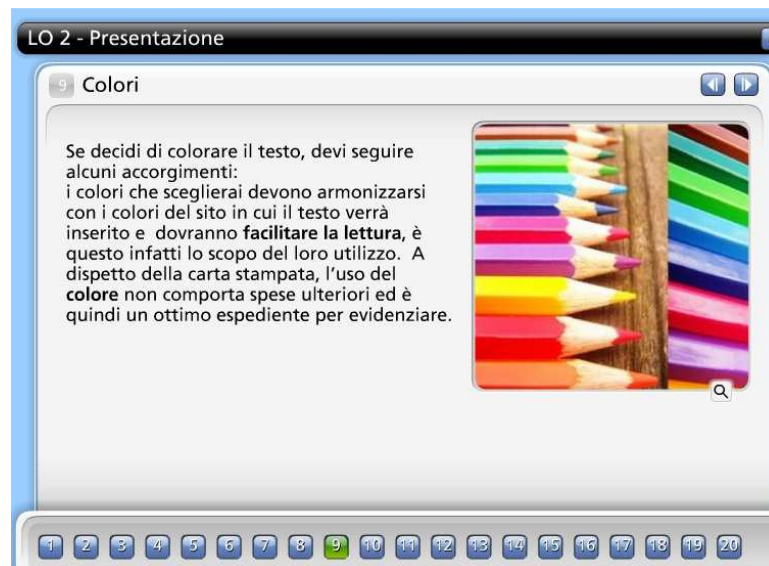 LO 2 - Presentazione
9 Colori
Se decidi di colorare il testo, devi seguire
alcuni accorgimenti:
i colori che sceglierai devono armonizzarsi
con i colori del sito in cui il testo verrà
inserito e  dovranno facilitare la lettura, è
questo infatti lo scopo del loro utilizzo.  A
dispetto della carta stampata, l'uso del
colore non comporta spese ulteriori ed è
quindi un ottimo espediente per evidenziare.
1 2 3 4 5 6 7 8 9 10 11 12 13 14 15 16 17 18 19 20